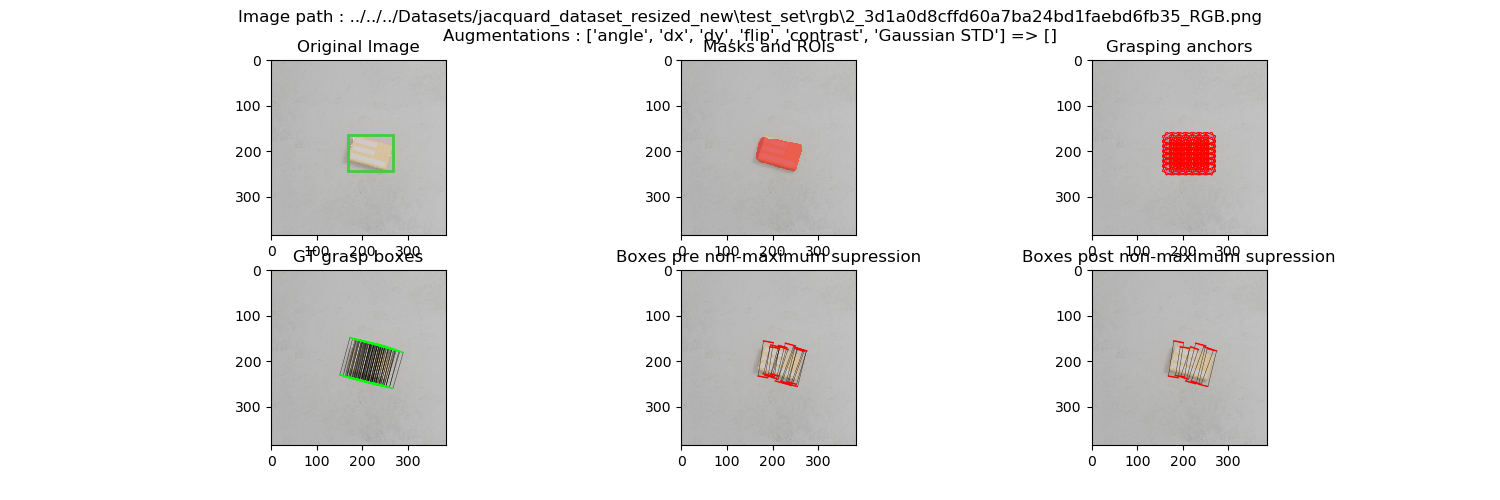 Image path : ../../../Datasets/jacquard_dataset_resized_new\test_set\rgb\2_3d1a0d8cffd60a7ba24bd1faebd6fb35_RGB.png
Augmentations : ['angle', 'dx', 'dy', 'flip', 'contrast', 'Gaussian STD'] => []
Original Image
0
100
200
300
0 100 200 300
Masks and ROIs
0
100
200
300
0 100 200 300
Grasping anchors
0
100
200
300
0 100 200 300
GT grasp boxes
0
100
200
300
0 100 200 300
Boxes pre non-maximum supression
0
100
200
300
0 100 200 300
Boxes post non-maximum supression
0
100
200
300
0 100 200 300